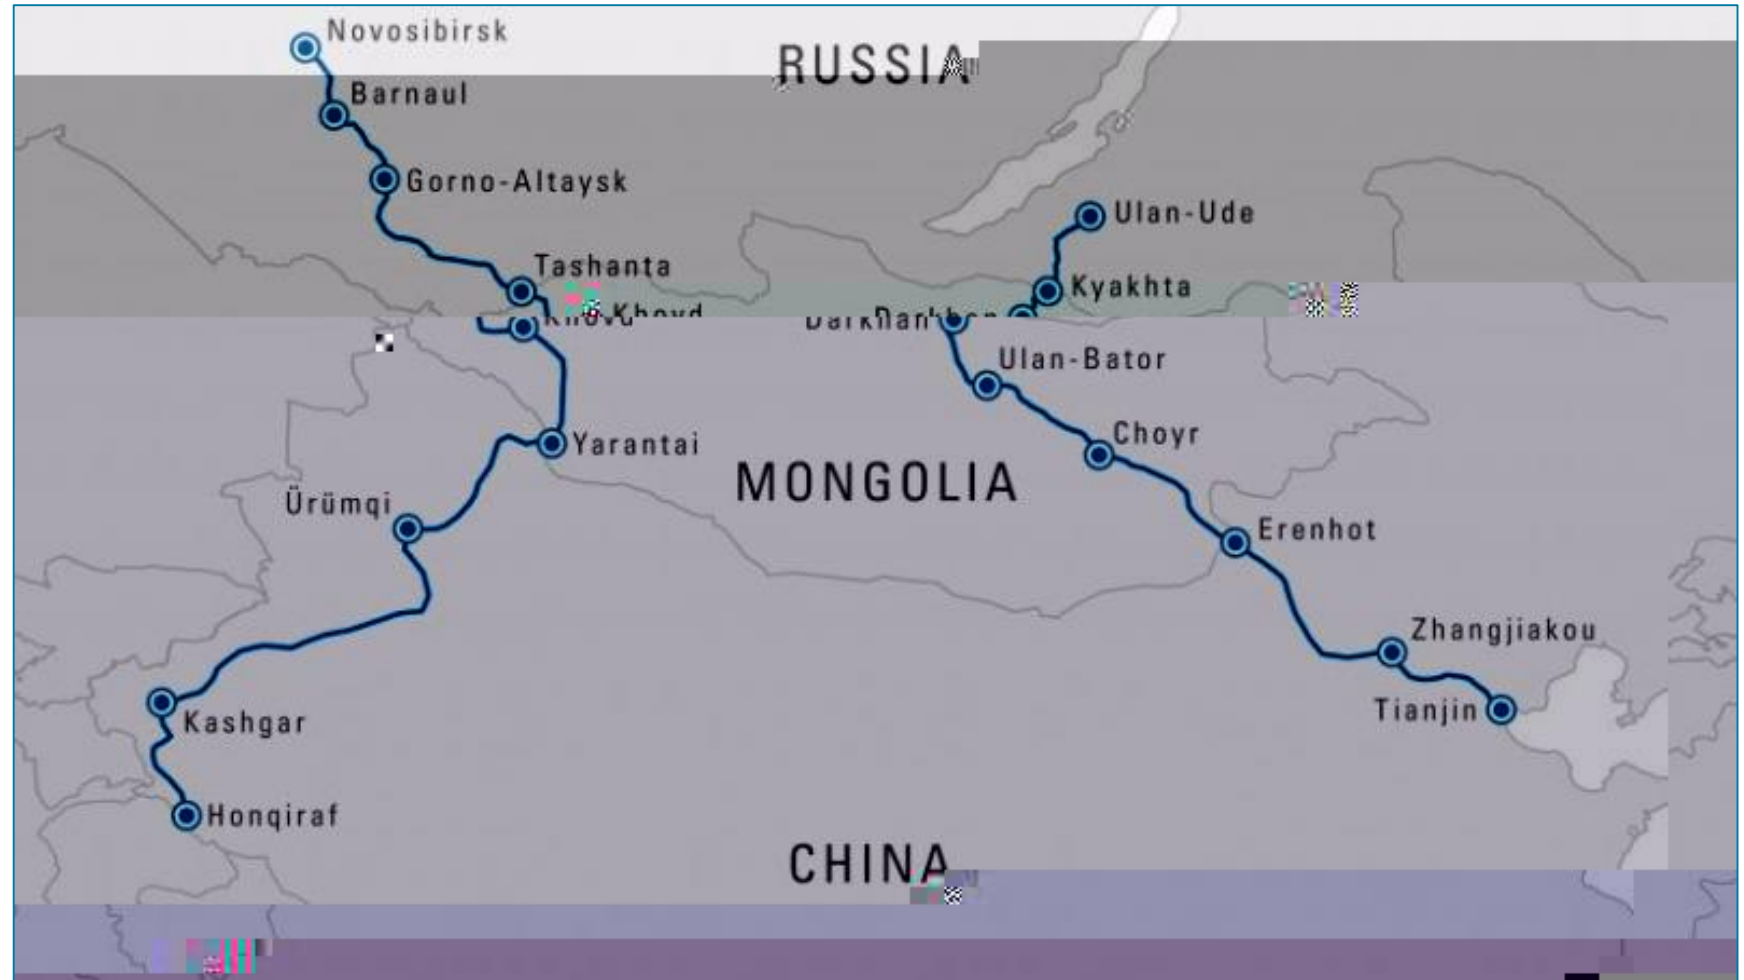 Novosibirsk
RUSSIA
Barnaul
Gorno-Altaysk
Ulan-Ude
Tashanta
Kyakhta
Khovd
Ulan-Bator
Choyr
Yarantai
MONGOLIA
Ürümqi
Erenhot
Zhangjiakou
Tianjin
Kashgar
Honqiraf
CHINA